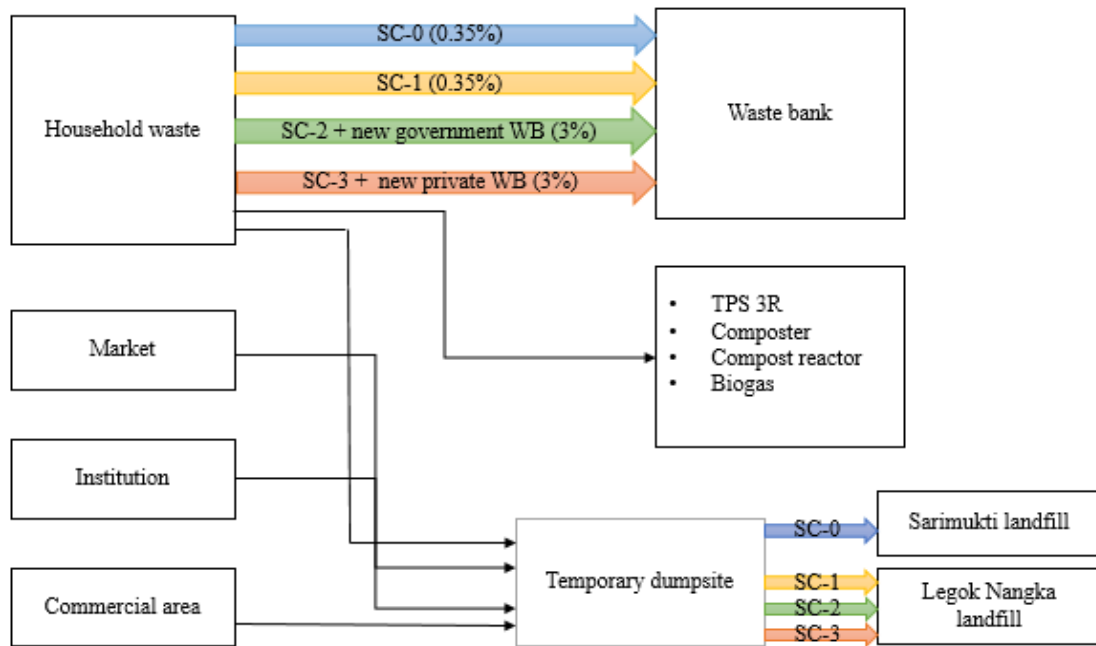 SC-0 (0.35%)
SC-1 (0.35%)
Household waste
SC-2 + new government WB (3%)
SC-3 + new private WB (3%)
Waste bank
• TPS 3R
• Composter
• Compost reactor
• Biogas
Market
Institution
Commercial area
Temporary dumpsite
SC-0
SC-1
SC-2
SC-3
Sarimukti landfill
Legok Nangka
landfill